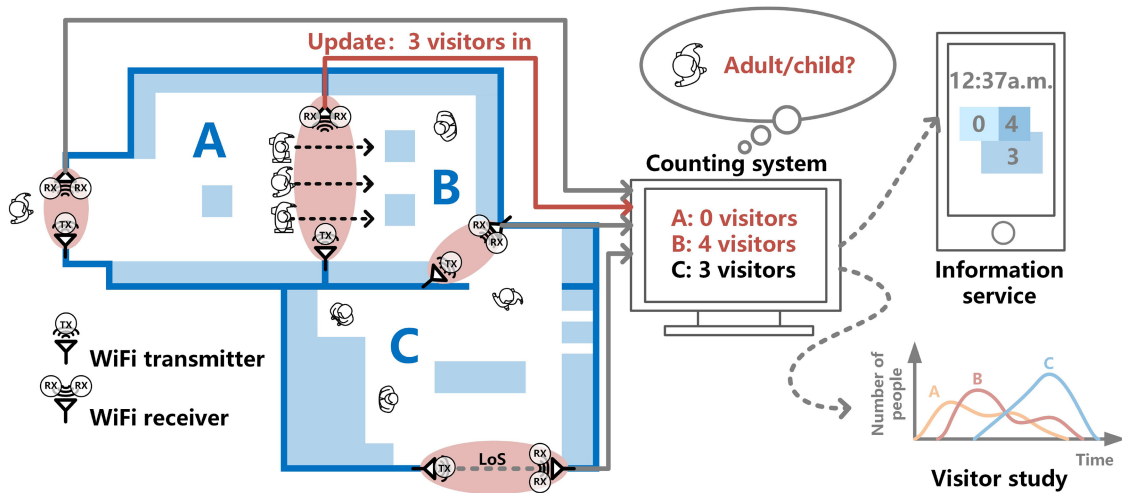 Update: 3 visitors in
Adult/child?
RX RX
12:37a.m.
A
0 4
3
Counting system
B
RX RX
A: 0 visitors
B: 4 visitors
C: 3 visitors
TX
TX
RX
RX
TX
Information
service
TX
C
WiFi transmitter
RX RX
WiFi receiver
Number of
people
A
B
C
LoS
TX
RX
RX
Time
Visitor study